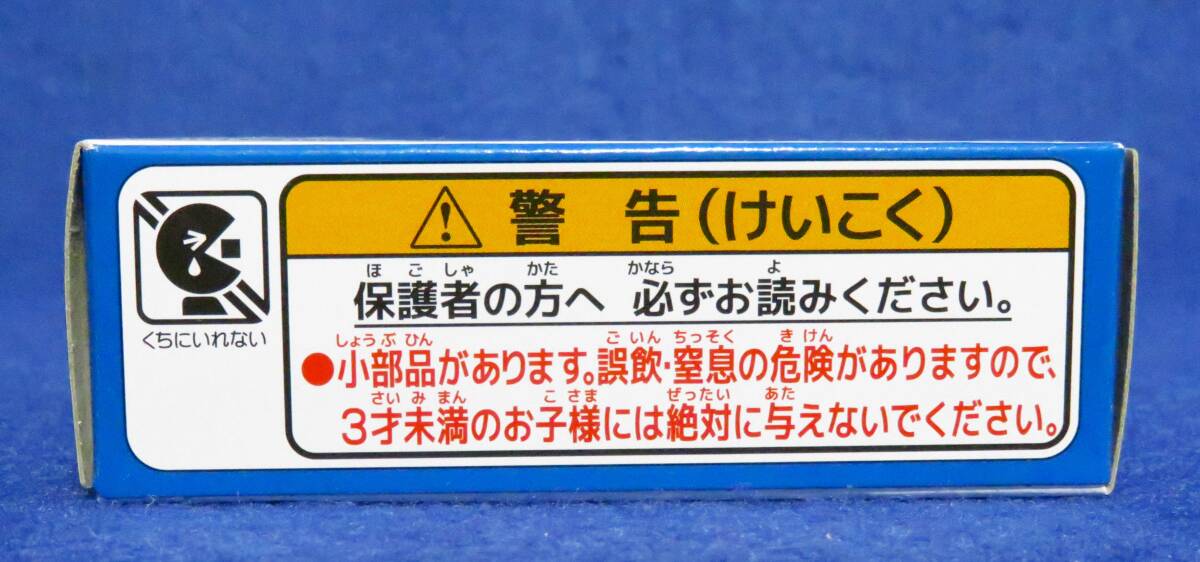 警 告(けいこく)
ほ ご しゃ かた かなら よ
保護者の方へ 必ずお読みください。
しょう ぶ ひん ご いん ちっそく き けん
●小部品があります。誤飲・窒息の危険がありますので、
さい み まん こ さま ぜったい あた
3才未満のお子様には絶対に与えないでください。
くちにいれない